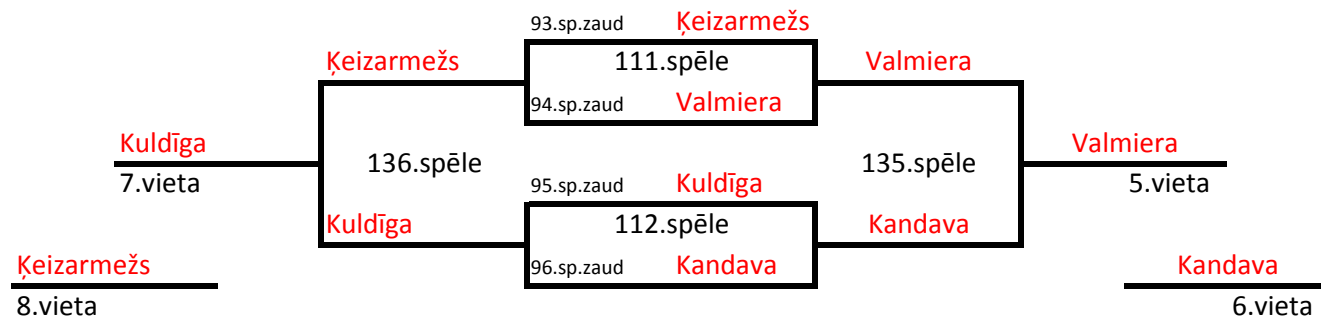 93.sp.zaud Ķeizarmežs
Ķeizarmežs 111.spēle Valmiera
94.sp.zaud Valmiera
Kuldīga Valmiera
136.spēle 135.spēle
7.vieta 95.sp.zaud Kuldīga 5.vieta
Kuldīga 112.spēle Kandava
Ķeizarmežs 96.sp.zaud Kandava Kandava
8.vieta 6.vieta